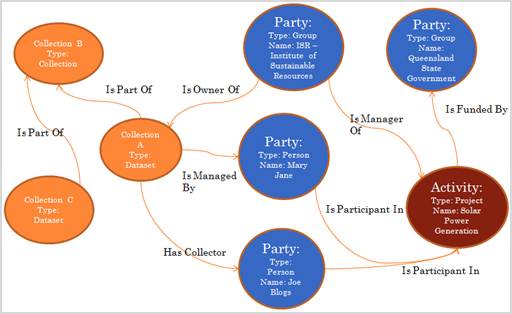 Collection B
Type:
Collection
Party:
Type: Group
Name: ISR –
Institute of
Sustainable
Resources
Party:
Type: Group
Name:
Queensland
State
Government
Is Part Of
Is Owner Of
Is Part Of
Is Manager
Of
Is Funded By
Collection
A
Type:
Dataset
Party:
Type: Person
Name: Mary
Jane
Is Managed
By
Collection C
Type:
Dataset
Activity:
Type: Project
Name: Solar
Power
Generation
Is Participant In
Has Collector
Party:
Type:
Person
Name: Joe
Blogs
Is Participant In